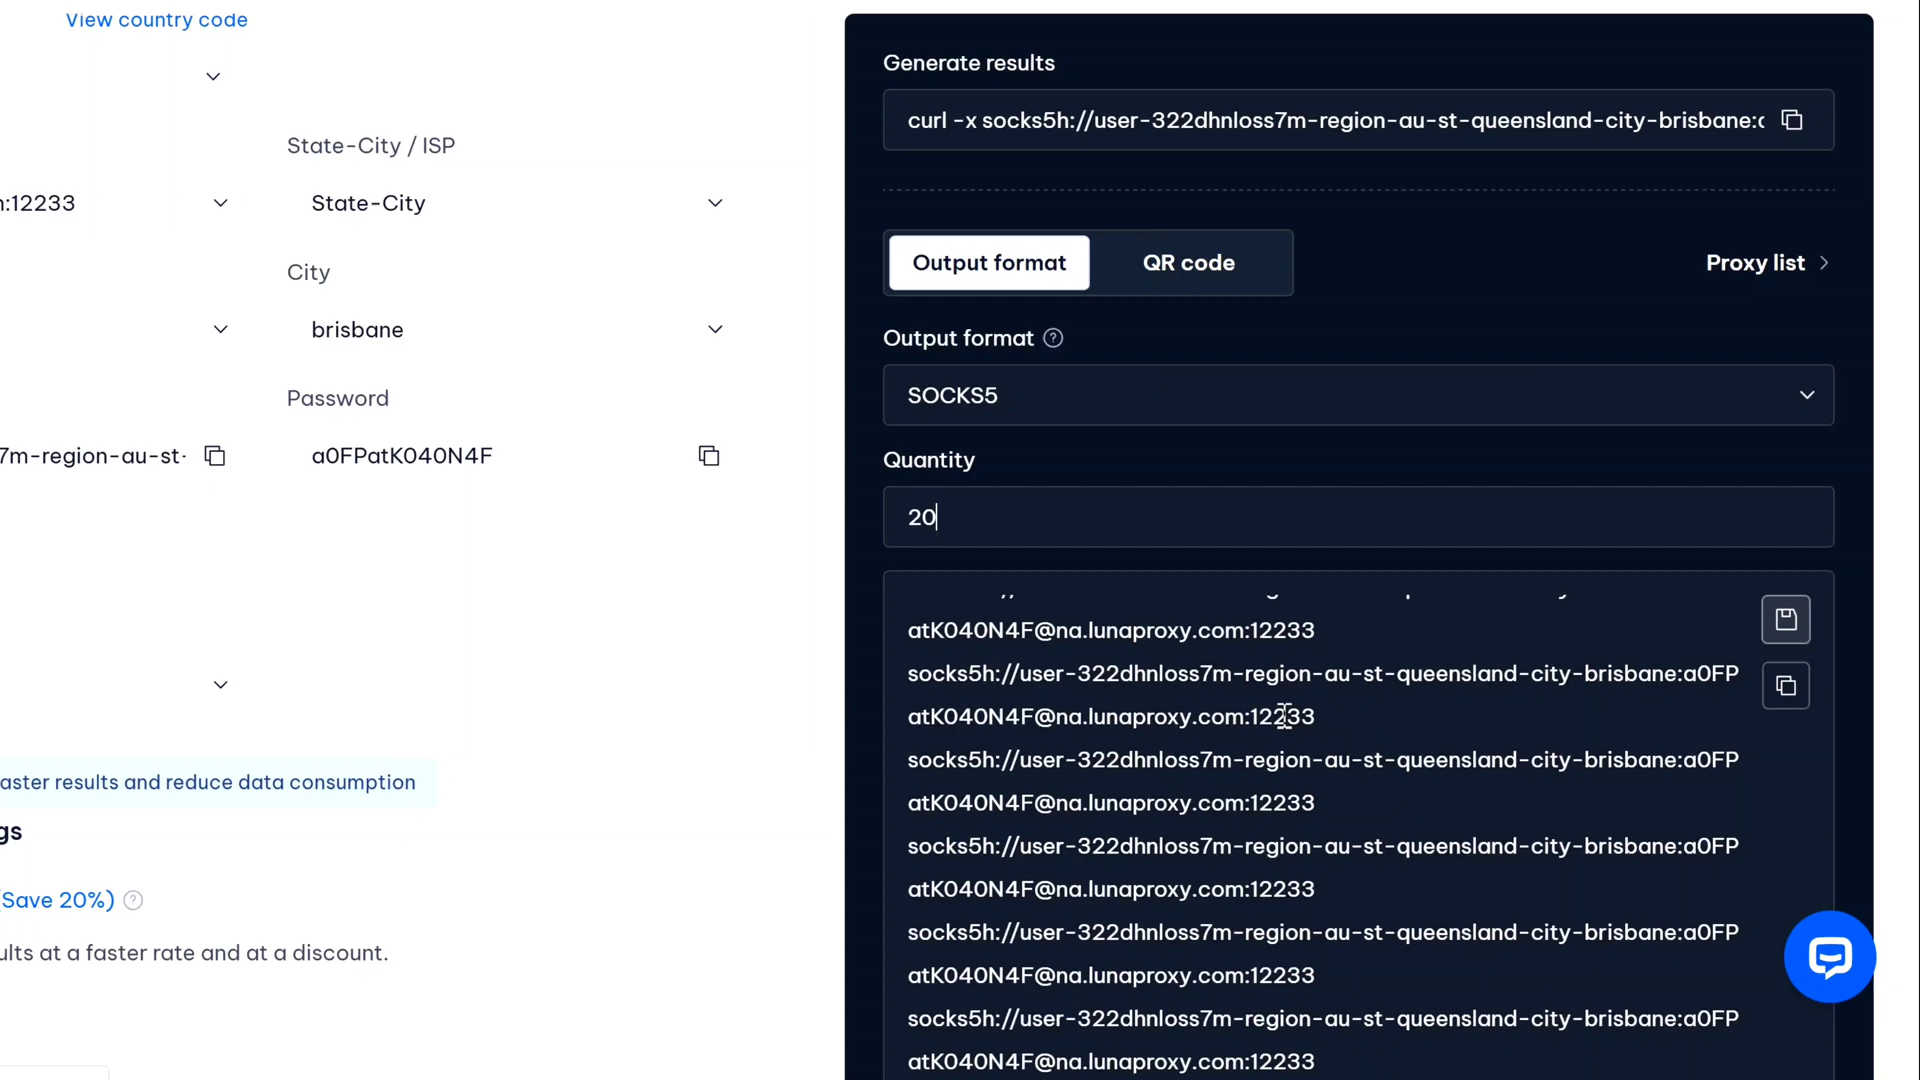 View country code
State-City / ISP
:12233
State-City
City
brisbane
Password
7m-region-au-st-
a0FPatK040N4F
aster results and reduce data consumption
gs
(Save 20%)
ults at a faster rate and at a discount.
Generate results
curl -x socks5h://user-322dhnloss7m-region-au-st-queensland-city-brisbane:
Output format
QR code
Proxy list
Output format
SOCKS5
Quantity
20
atK040N4F@na.lunaproxy.com:12233
socks5h://user-322dhnloss7m-region-au-st-queensland-city-brisbane:a0FP
atK040N4F@na.lunaproxy.com:12233
socks5h://user-322dhnloss7m-region-au-st-queensland-city-brisbane:a0FP
atK040N4F@na.lunaproxy.com:12233
socks5h://user-322dhnloss7m-region-au-st-queensland-city-brisbane:a0FP
atK040N4F@na.lunaproxy.com:12233
socks5h://user-322dhnloss7m-region-au-st-queensland-city-brisbane:a0FP
atK040N4F@na.lunaproxy.com:12233
socks5h://user-322dhnloss7m-region-au-st-queensland-city-brisbane:a0FP
atK040N4F@na.lunaproxy.com:12233